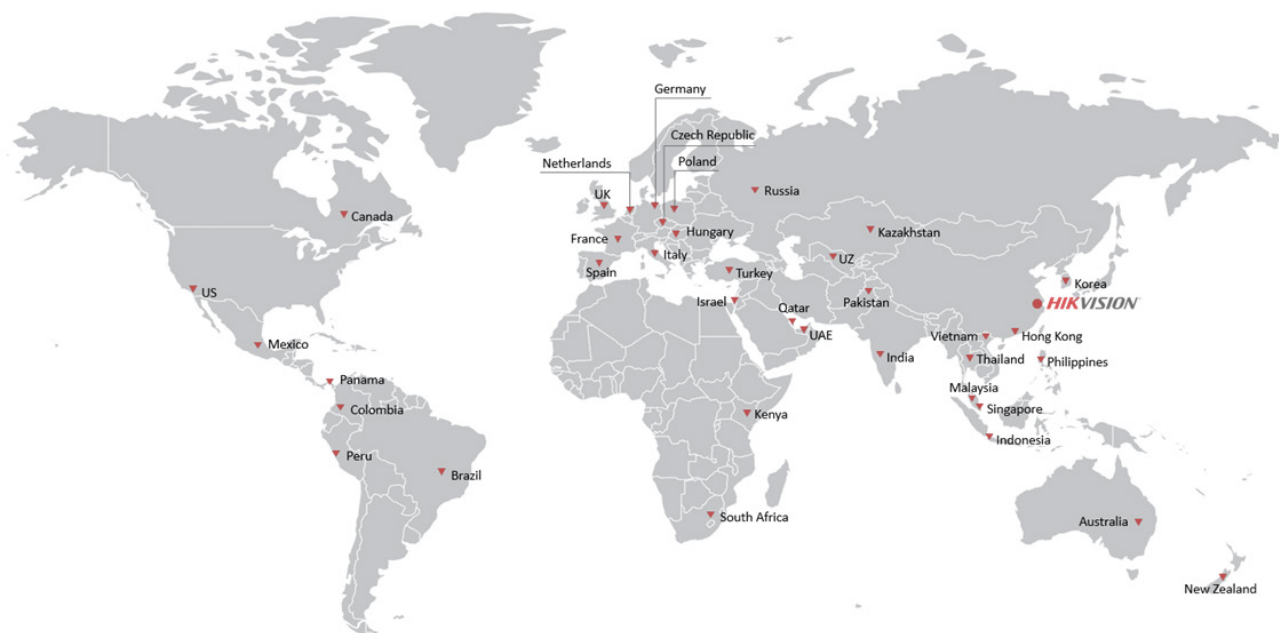 Germany
Czech Republic
Netherlands
Poland
UK
Russia
Canada
Kazakhstan
Hungary
France
Italy
UZ
Spain
Turkey
Korea
US
Israel
Pakistan
HIKVISION
Qatar
UAE
Vietnam
Hong Kong
Mexico
India
Thailand
Philippines
Panama
Malaysia
Colombia
Singapore
Kenya
Indonesia
Peru
Brazil
South Africa
Australia
New Zealand